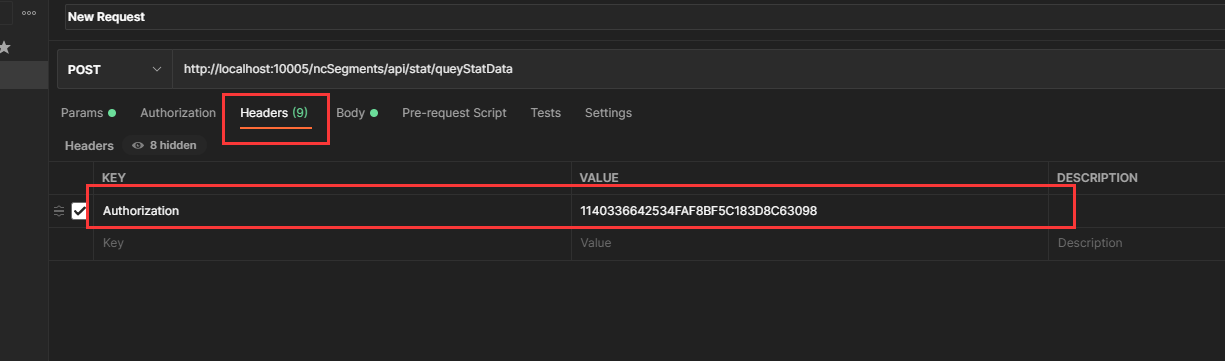 New Request
POST http://localhost:10005/ncSegments/api/stat/queyStatData
Params Authorization Headers (9) Body Pre-request Script Tests Settings
Headers 8 hidden
KEY VALUE DESCRIPTION
Authorization 1140336642534FAF8BF5C183D8C63098
Key Value Description